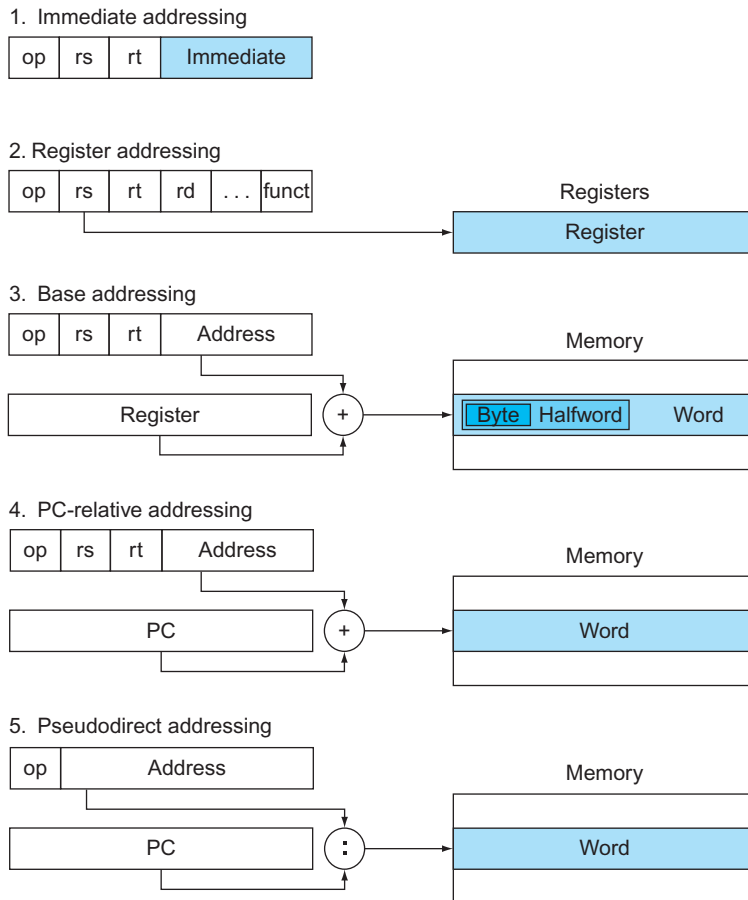 1. Immediate addressing
op rs rt Immediate
2. Register addressing
op rs rt rd . . . funct
Registers
Register
3. Base addressing
op rs rt Address
Memory
Register + Byte Halfword Word
4. PC-relative addressing
op rs rt Address
Memory
PC + Word
5. Pseudodirect addressing
op Address
Memory
PC : Word